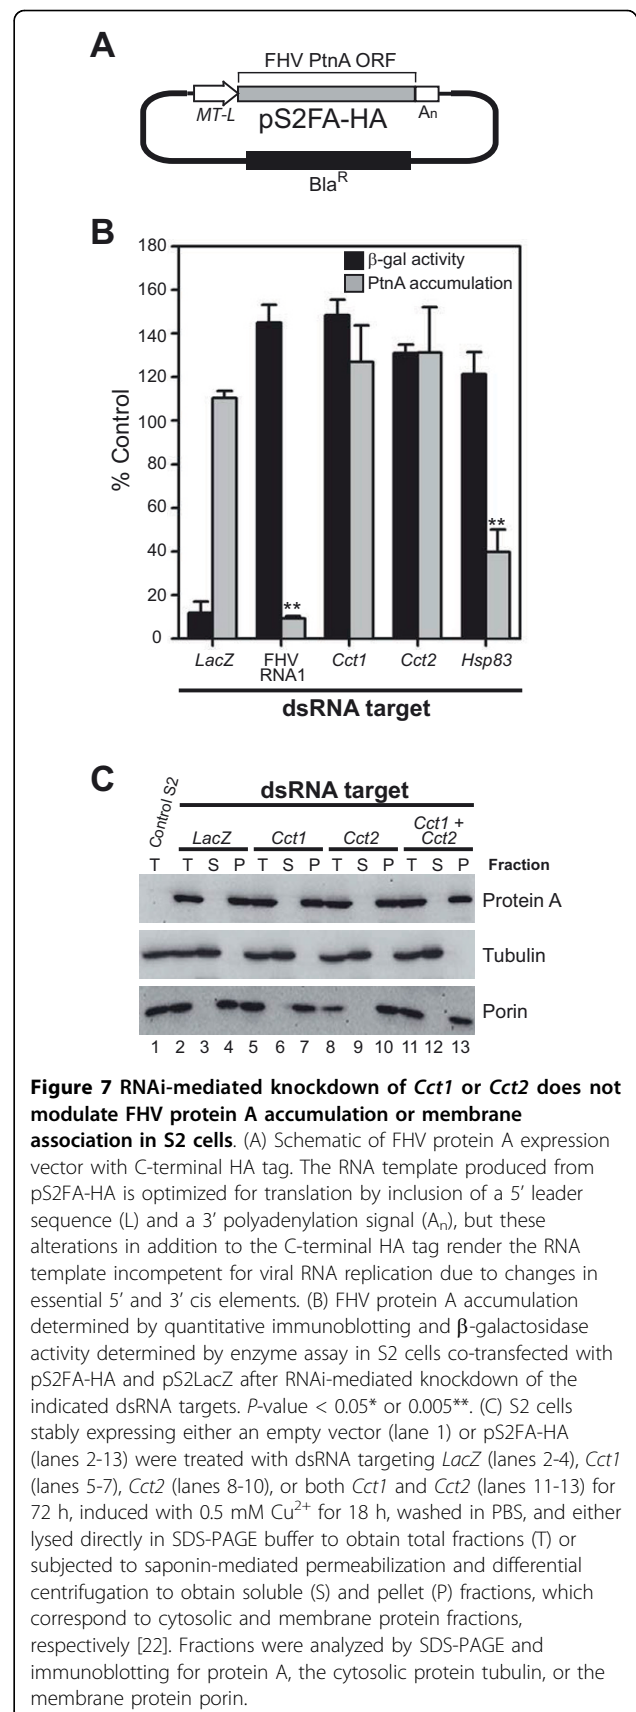 A
FHV PtnA ORF
MT-L
An
pS2FA-HA
Bla^R
B
180
160
140
120
100
80
60
40
20
0
% Control
β-gal activity
PtnA accumulation
**
**
LacZ FHV RNA1 Cct1 Cct2 Hsp83
dsRNA target
C
Control S2
dsRNA target
LacZ Cct1 Cct2 Cct1 + Cct2
T T S P T S P T S P T S P Fraction
Protein A
Tubulin
Porin
1 2 3 4 5 6 7 8 9 10 11 12 13
Figure 7 RNAi-mediated knockdown of Cct1 or Cct2 does not
modulate FHV protein A accumulation or membrane
association in S2 cells. (A) Schematic of FHV protein A expression
vector with C-terminal HA tag. The RNA template produced from
pS2FA-HA is optimized for translation by inclusion of a 5’ leader
sequence (L) and a 3’ polyadenylation signal (An), but these
alterations in addition to the C-terminal HA tag render the RNA
template incompetent for viral RNA replication due to changes in
essential 5’ and 3’ cis elements. (B) FHV protein A accumulation
determined by quantitative immunoblotting and β-galactosidase
activity determined by enzyme assay in S2 cells co-transfected with
pS2FA-HA and pS2LacZ after RNAi-mediated knockdown of the
indicated dsRNA targets. P-value < 0.05* or 0.005**. (C) S2 cells
stably expressing either an empty vector (lane 1) or pS2FA-HA
(lanes 2-13) were treated with dsRNA targeting LacZ (lanes 2-4), Cct1
(lanes 5-7), Cct2 (lanes 8-10), or both Cct1 and Cct2 (lanes 11-13) for
72 h, induced with 0.5 mM Cu2+ for 18 h, washed in PBS, and either
lysed directly in SDS-PAGE buffer to obtain total fractions (T) or
subjected to saponin-mediated permeabilization and differential
centrifugation to obtain soluble (S) and pellet (P) fractions, which
correspond to cytosolic and membrane protein fractions,
respectively [22]. Fractions were analyzed by SDS-PAGE and
immunoblotting for protein A, the cytosolic protein tubulin, or the
membrane protein porin.